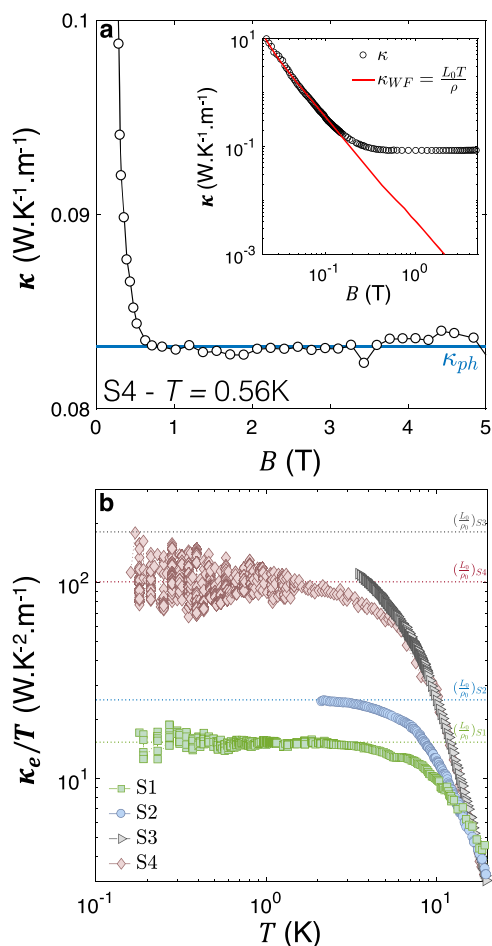 a
0.1
0.09
0.08
κ (W.K⁻¹.m⁻¹)
10¹
10⁻¹
10⁻³
κ (W.K⁻¹.m⁻¹)
κ
κ_WF = L₀T/ρ
10⁻¹
10⁰
B (T)
κ_ph
S4 - T = 0.56K
0 1 2 3 4 5
B (T)
b
(L₀/ρ₀)S3
(L₀/ρ₀)S4
(L₀/ρ₀)S2
(L₀/ρ₀)S1
10²
10¹
κₑ/T (W.K⁻².m⁻¹)
S1
S2
S3
S4
10⁻¹ 10⁰ 10¹
T (K)